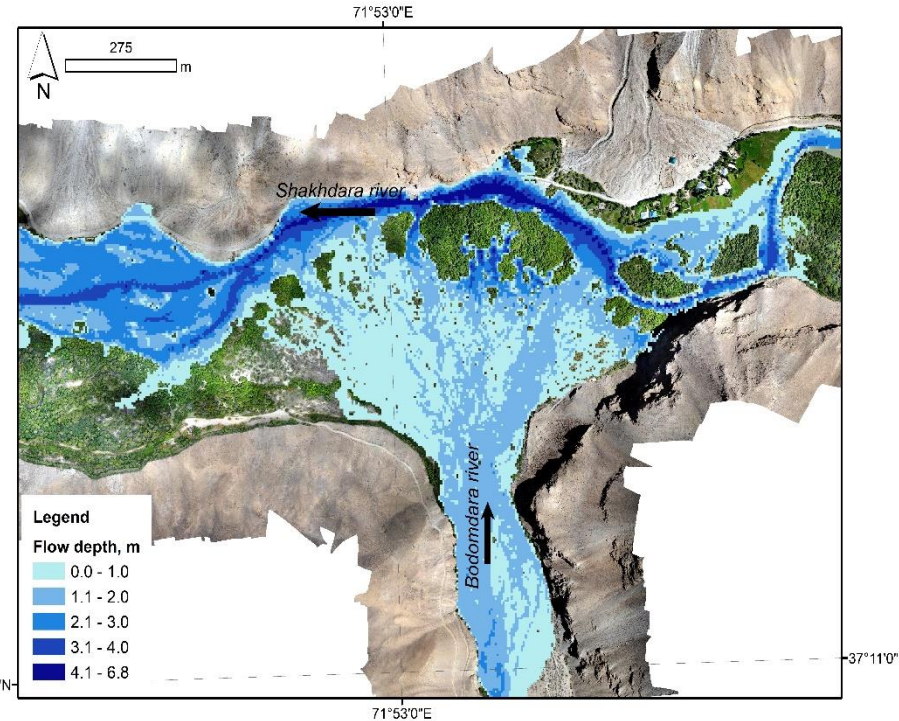 71°53'0"E
275
m
N
Shakhdara river
Bodomdara river
Legend
Flow depth, m
0.0 - 1.0
1.1 - 2.0
2.1 - 3.0
3.1 - 4.0
4.1 - 6.8
37°11'0"
"N
71°53'0"E